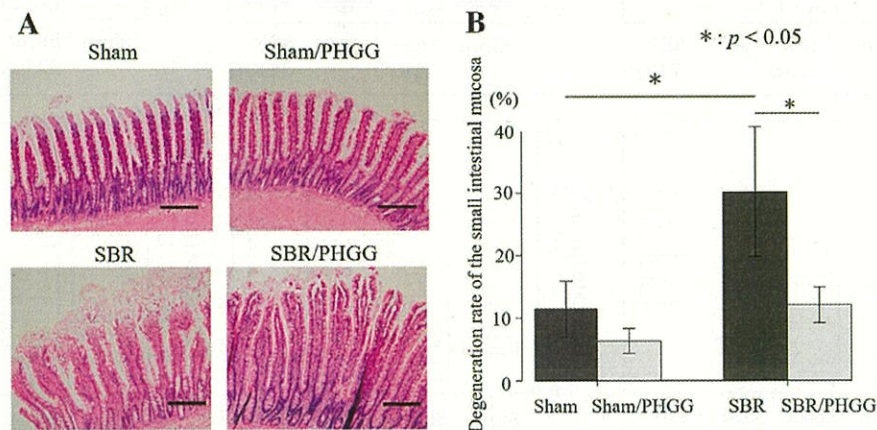 A
Sham
Sham/PHGG
SBR
SBR/PHGG
B
*: p < 0.05
*
*
(%)
Degeneration rate of the small intestinal mucosa
40
30
20
10
0
Sham
Sham/PHGG
SBR
SBR/PHGG